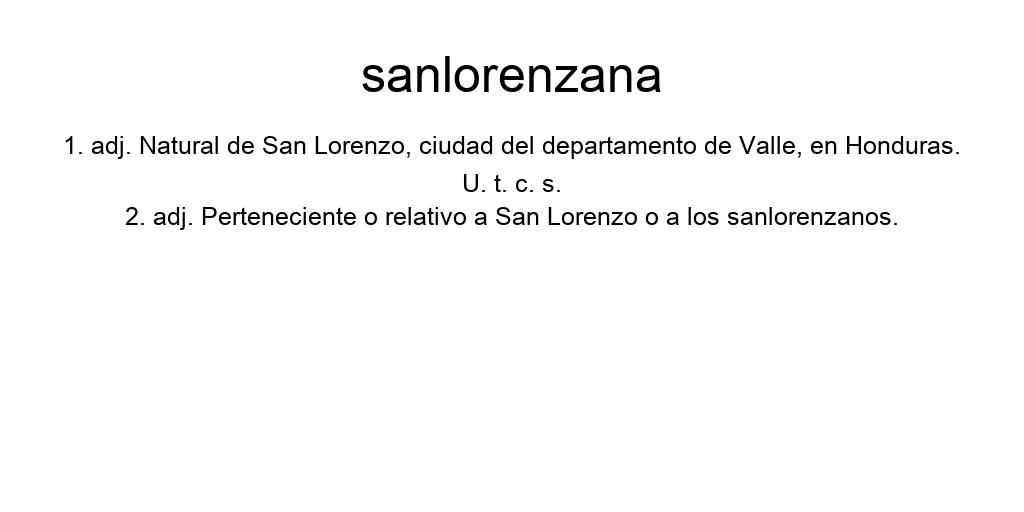 sanlorenzana
1. adj. Natural de San Lorenzo, ciudad del departamento de Valle, en Honduras.
U. t. c. s.
2. adj. Perteneciente o relativo a San Lorenzo o a los sanlorenzanos.